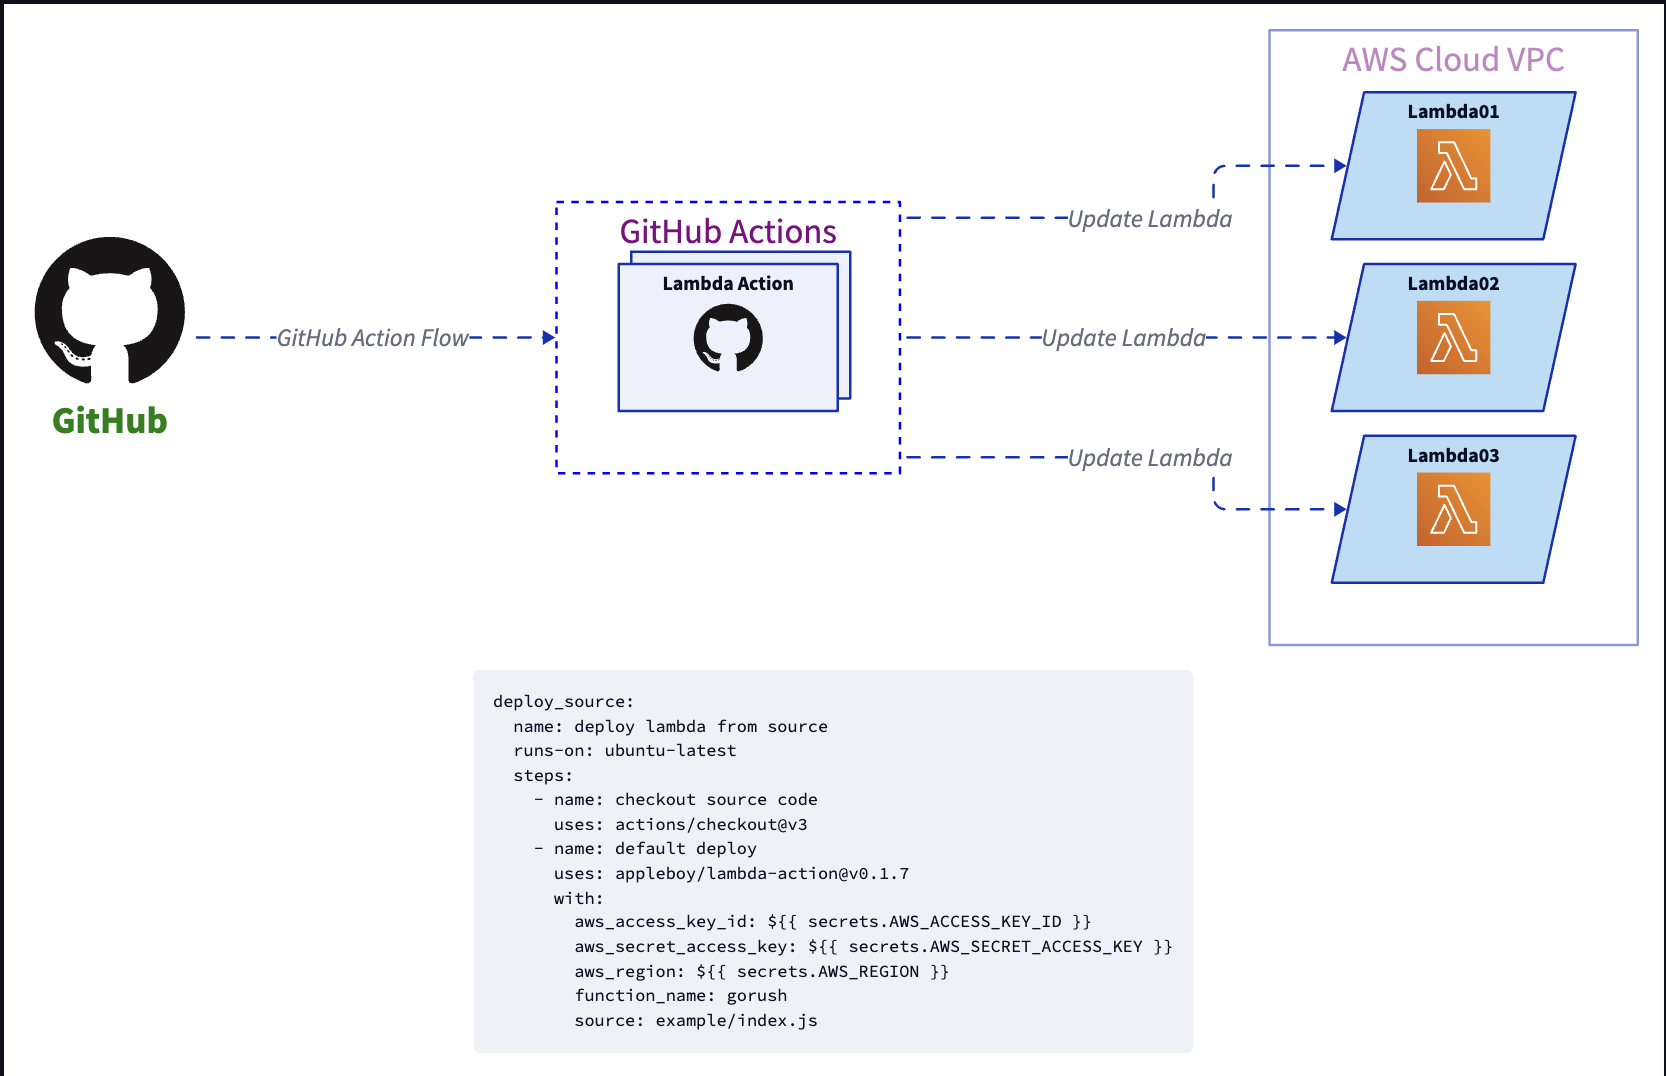 AWS Cloud VPC
Lambda01
Update Lambda
GitHub Actions
Lambda Action
Lambda02
GitHub Action Flow
Update Lambda
GitHub
Lambda03
Update Lambda
deploy_source:
  name: deploy lambda from source
  runs-on: ubuntu-latest
  steps:
    - name: checkout source code
      uses: actions/checkout@v3
    - name: default deploy
      uses: appleboy/lambda-action@v0.1.7
      with:
        aws_access_key_id: ${{ secrets.AWS_ACCESS_KEY_ID }}
        aws_secret_access_key: ${{ secrets.AWS_SECRET_ACCESS_KEY }}
        aws_region: ${{ secrets.AWS_REGION }}
        function_name: gorush
        source: example/index.js